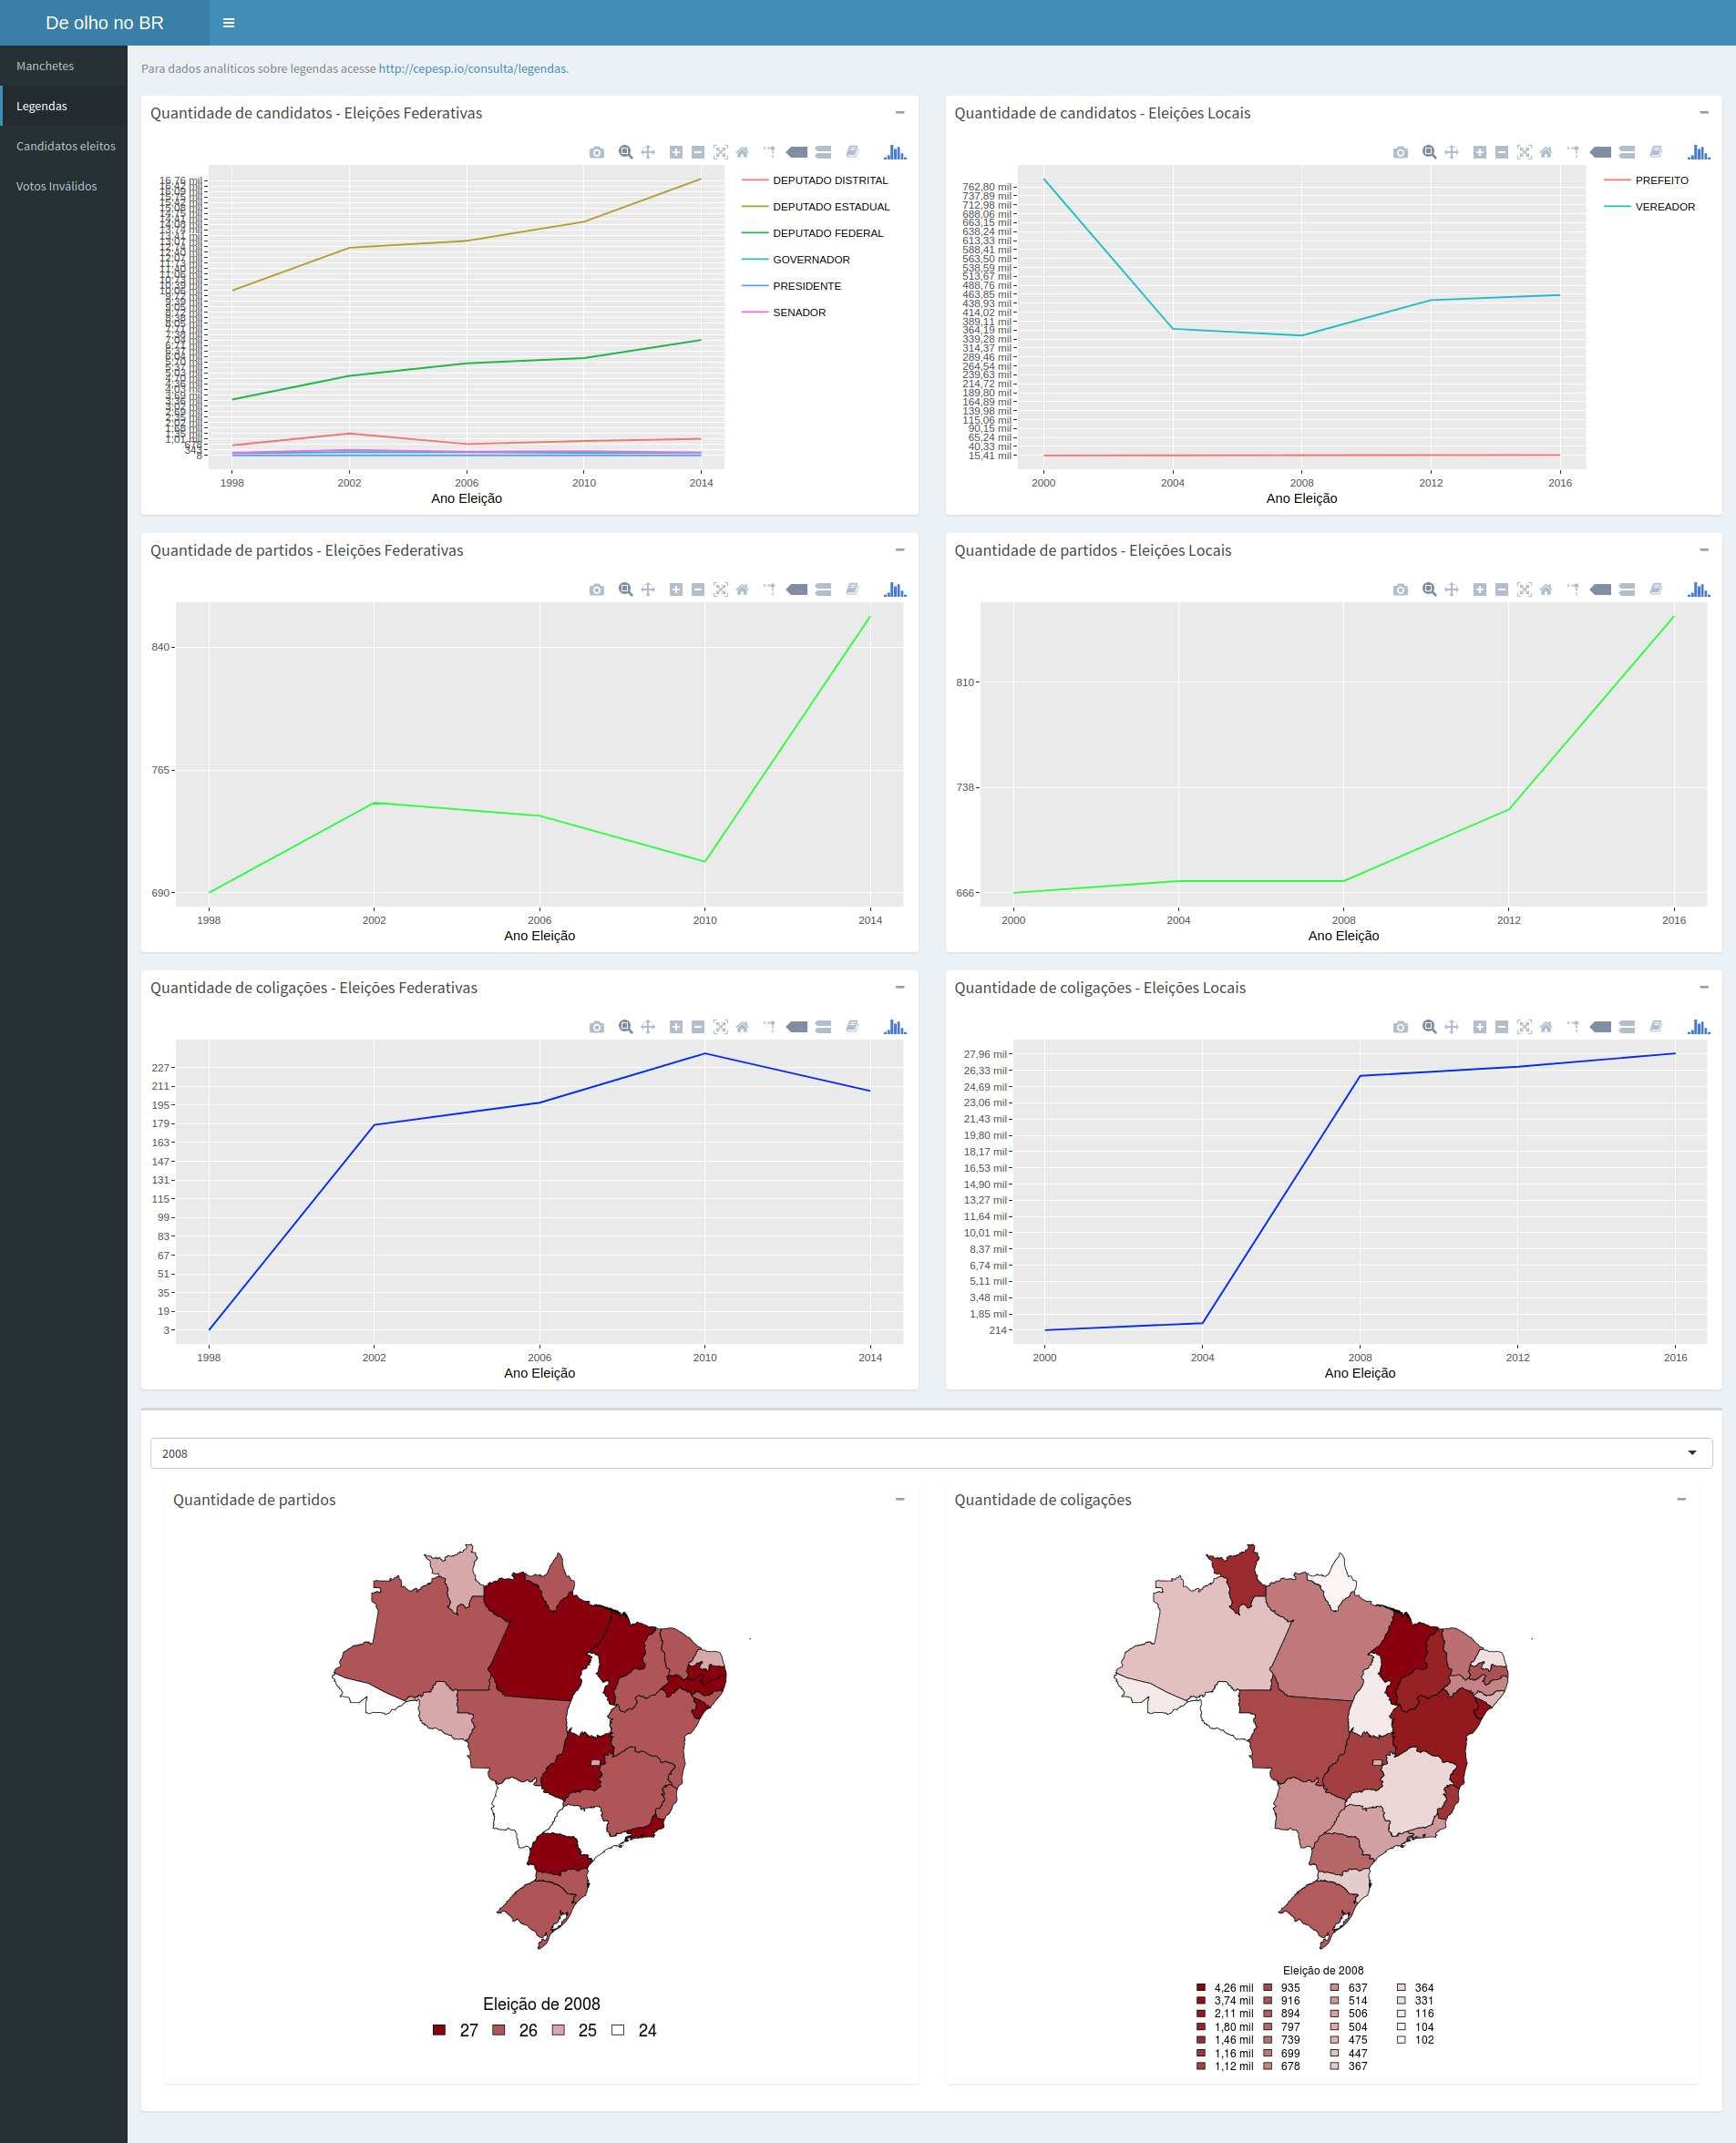 De olho no BR
Manchetes
Legendas
Candidatos eleitos
Votos Inválidos
Para dados analíticos sobre legendas acesse http://cepesp.io/consulta/legendas.
Quantidade de candidatos - Eleições Federativas
16,76 mil
7,04 mil
1,01 mil
343
8
1998
2002
2006
2010
2014
Ano Eleição
DEPUTADO DISTRITAL
DEPUTADO ESTADUAL
DEPUTADO FEDERAL
GOVERNADOR
PRESIDENTE
SENADOR
Quantidade de candidatos - Eleições Locais
762,80 mil
737,89 mil
712,98 mil
688,06 mil
663,15 mil
638,24 mil
613,33 mil
588,41 mil
563,50 mil
538,59 mil
513,67 mil
488,76 mil
463,85 mil
438,93 mil
414,02 mil
389,11 mil
364,19 mil
339,28 mil
314,37 mil
289,46 mil
264,54 mil
239,63 mil
214,72 mil
189,80 mil
164,89 mil
139,98 mil
115,06 mil
90,15 mil
65,24 mil
40,33 mil
15,41 mil
2000
2004
2008
2012
2016
Ano Eleição
PREFEITO
VEREADOR
Quantidade de partidos - Eleições Federativas
840
765
690
1998
2002
2006
2010
2014
Ano Eleição
Quantidade de partidos - Eleições Locais
810
738
666
2000
2004
2008
2012
2016
Ano Eleição
Quantidade de coligações - Eleições Federativas
227
211
195
179
163
147
131
115
99
83
67
51
35
19
3
1998
2002
2006
2010
2014
Ano Eleição
Quantidade de coligações - Eleições Locais
27,96 mil
26,33 mil
24,69 mil
23,06 mil
21,43 mil
19,80 mil
18,17 mil
16,53 mil
14,90 mil
13,27 mil
11,64 mil
10,01 mil
8,37 mil
6,74 mil
5,11 mil
3,48 mil
1,85 mil
214
2000
2004
2008
2012
2016
Ano Eleição
2008
Quantidade de partidos
Eleição de 2008
27 26 25 24
Quantidade de coligações
Eleição de 2008
4,26 mil 935 637 364
3,74 mil 916 514 331
2,11 mil 894 506 116
1,80 mil 797 504 104
1,46 mil 739 475 102
1,16 mil 699 447
1,12 mil 678 367